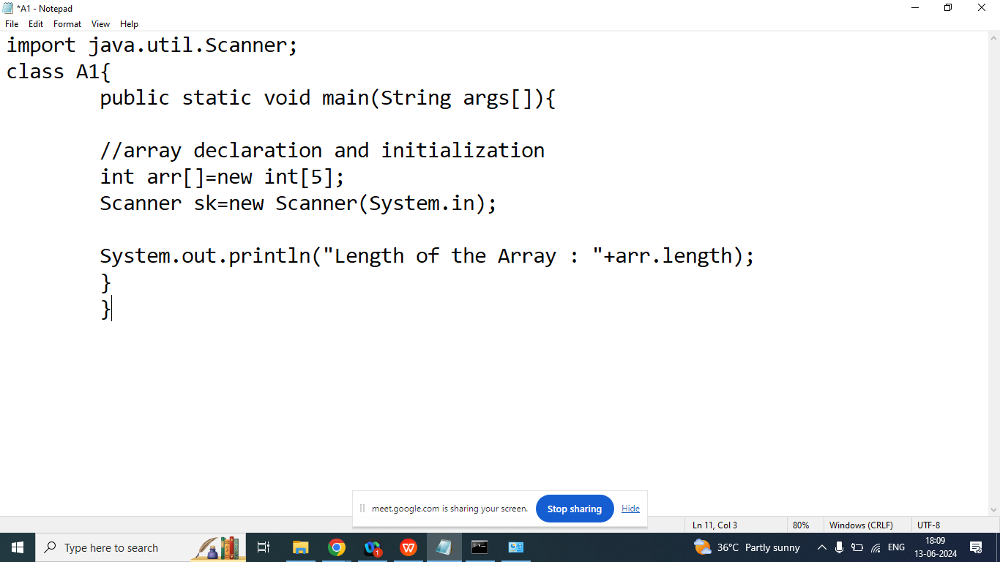 *A1 - Notepad
File Edit Format View Help
import java.util.Scanner;
class A1{
public static void main(String args[]){
//array declaration and initialization
int arr[]=new int[5];
Scanner sk=new Scanner(System.in);
System.out.println("Length of the Array : "+arr.length);
}
}
meet.google.com is sharing your screen. Stop sharing Hide
Ln 11, Col 3 80% Windows (CRLF) UTF-8
Type here to search 1 W C:\ 36°C Partly sunny ENG 18:09
13-06-2024